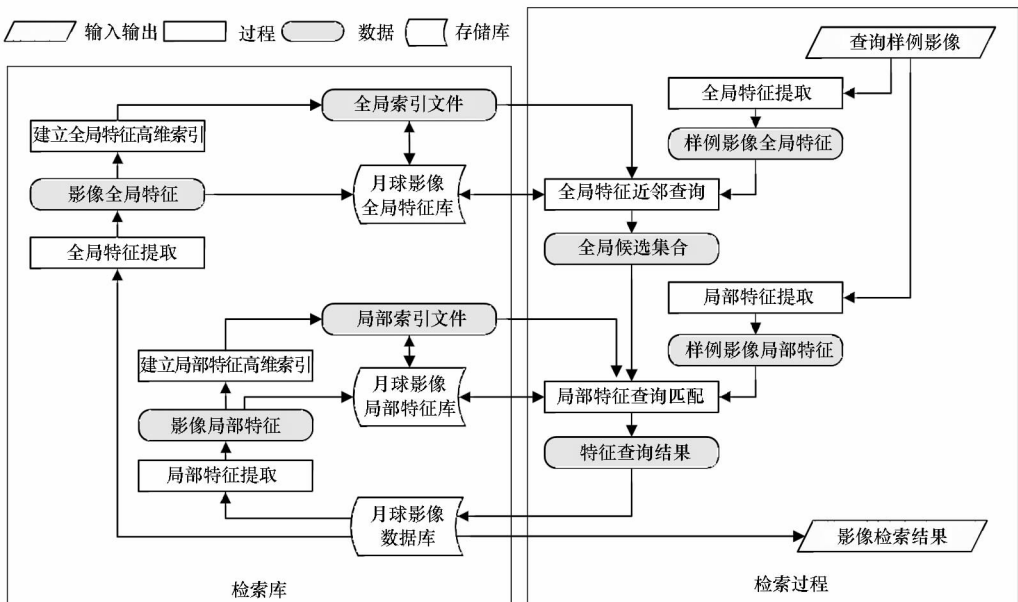 输入输出
过程
数据
存储库
查询样例影像
全局特征提取
样例影像全局特征
全局索引文件
建立全局特征高维索引
影像全局特征
月球影像
全局特征库
全局特征近邻查询
全局特征提取
全局候选集合
局部特征提取
样例影像局部特征
局部索引文件
建立局部特征高维索引
月球影像
局部特征库
局部特征查询匹配
影像局部特征
特征查询结果
局部特征提取
月球影像
数据库
影像检索结果
检索库
检索过程